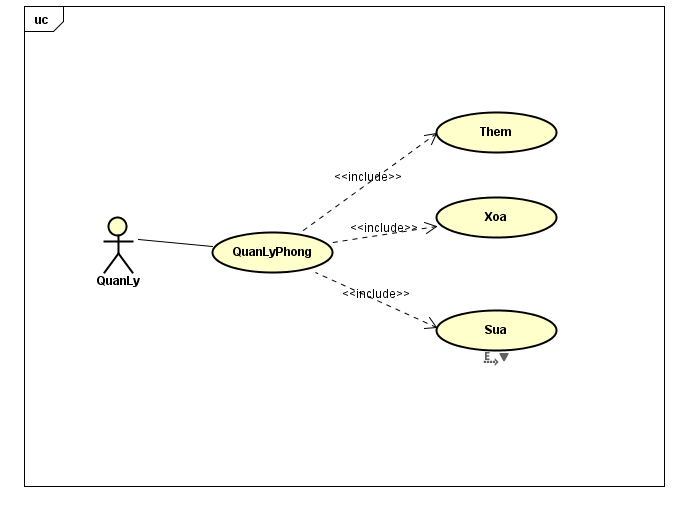 uc
Them
<<include>>
Xoa
<<include>>
QuanLyPhong
QuanLy
<<include>>
Sua
E